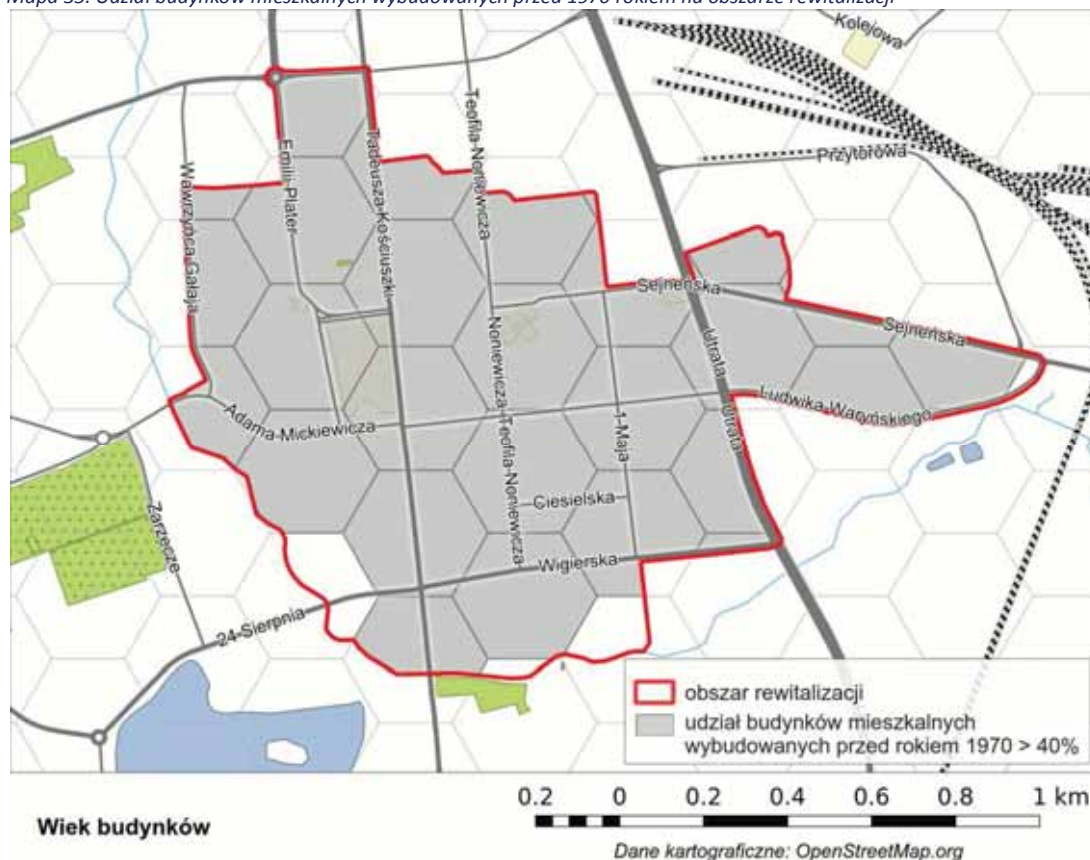 Mapa 33. Udział budynków mieszkalnych wybudowanych przed 1970 rokiem na obszarze rewitalizacji
Kolejowa
Teofila-Noniewicza
Przytorowa
Wawrzyńca-Gałaja
Emilii-Plater
Tadeusza-Kościuszki
Sejneńska
Sejneńska
Noniewicza-Teofila-Noniewicza
Utrata
Utrata
Ludwika-Waryńskiego
Adama-Mickiewicza
1-Maja
Ciesielska
Zarzecze
Wigierska
24-Sierpnia
obszar rewitalizacji
udział budynków mieszkalnych
wybudowanych przed rokiem 1970 > 40%
Wiek budynków
0.2 0 0.2 0.4 0.6 0.8 1 km
Dane kartograficzne: OpenStreetMap.org